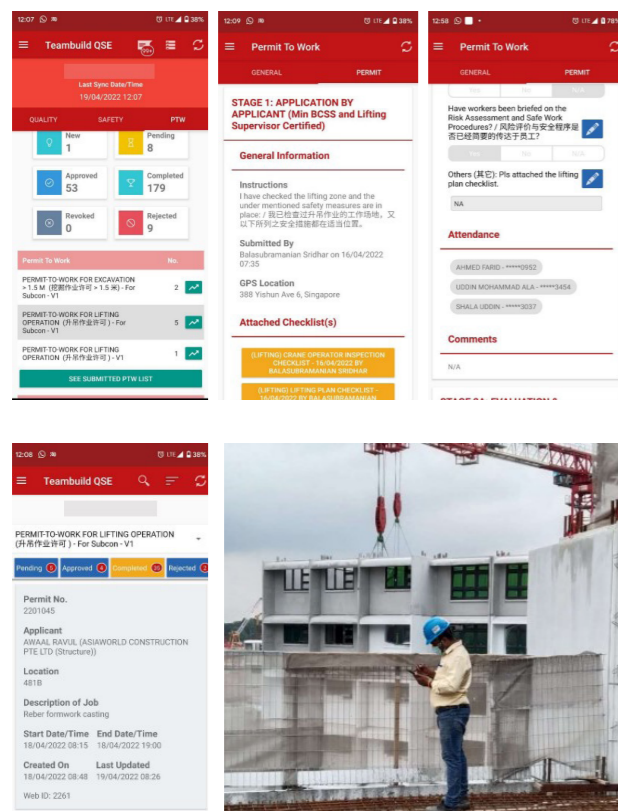 12:07 LTE 38%
Teambuild QSE
99+
Last Sync Date/Time
19/04/2022 12:07
QUALITY SAFETY PTW
New
1
Pending
8
Approved
53
Completed
179
Revoked
0
Rejected
9
Permit To Work No.
PERMIT-TO-WORK FOR EXCAVATION
> 1.5 M (挖掘作业许可 > 1.5 米) - For
Subcon - V1
2
PERMIT-TO-WORK FOR LIFTING
OPERATION (升吊作业许可 ) - For
Subcon - V1
5
PERMIT-TO-WORK FOR LIFTING
OPERATION (升吊作业许可 ) - V1
1
SEE SUBMITTED PTW LIST
12:09 LTE 38%
Permit To Work
GENERAL PERMIT
STAGE 1: APPLICATION BY
APPLICANT (Min BCSS and Lifting
Supervisor Certified)
General Information
Instructions
I have checked the lifting zone and the
under mentioned safety measures are in
place: / 我已检查过升吊作业的工作场地，又
以下所列之安全措施都在适当位置。
Submitted By
Balasubramanian Sridhar on 16/04/2022
07:35
GPS Location
388 Yishun Ave 6, Singapore
Attached Checklist(s)
(LIFTING) CRANE OPERATOR INSPECTION
CHECKLIST - 16/04/2022 BY
BALASUBRAMANIAN SRIDHAR
(LIFTING) LIFTING PLAN CHECKLIST -
16/04/2022 BY BALASUBRAMANIAN
12:58 LTE 78%
Permit To Work
GENERAL PERMIT
YES NO N/A
Have workers been briefed on the
Risk Assessment and Safe Work
Procedures? / 风险评价与安全程序是
否已经简要的传达于员工?
YES NO N/A
Others (其它): Pls attached the lifting
plan checklist.
NA
Attendance
AHMED FARID - *****0952
UDDIN MOHAMMAD ALA - *****3454
SHALA UDDIN - *****3037
Comments
N/A
12:08 LTE 38%
Teambuild QSE
PERMIT-TO-WORK FOR LIFTING OPERATION
(升吊作业许可 ) - For Subcon - V1
Pending 5 Approved 4 Completed 35 Rejected 2
Permit No.
2201045
Applicant
AWAAL RAVUL (ASIAWORLD CONSTRUCTION
PTE LTD (Structure))
Location
481B
Description of Job
Reber formwork casting
Start Date/Time End Date/Time
18/04/2022 08:15 18/04/2022 19:00
Created On Last Updated
18/04/2022 08:48 19/04/2022 08:26
Web ID: 2261